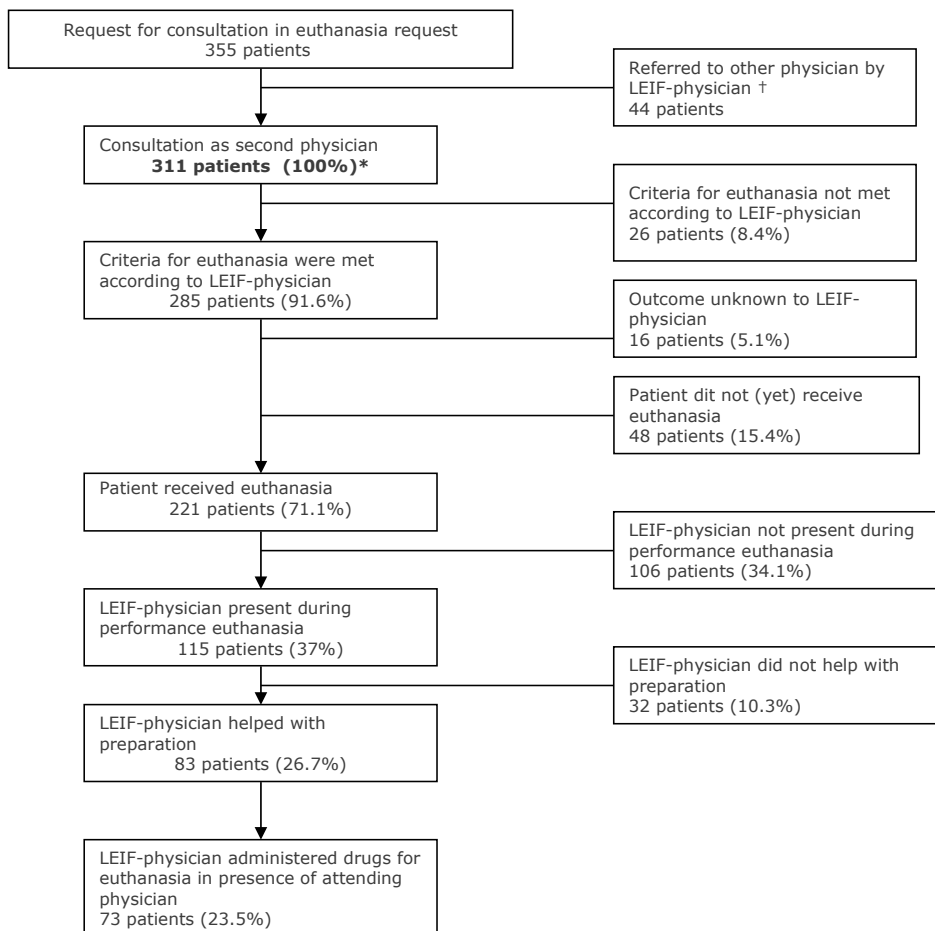 Request for consultation in euthanasia request
355 patients
Referred to other physician by
LEIF-physician †
44 patients
Consultation as second physician
311 patients (100%)*
Criteria for euthanasia not met
according to LEIF-physician
26 patients (8.4%)
Criteria for euthanasia were met
according to LEIF-physician
285 patients (91.6%)
Outcome unknown to LEIF-
physician
16 patients (5.1%)
Patient dit not (yet) receive
euthanasia
48 patients (15.4%)
Patient received euthanasia
221 patients (71.1%)
LEIF-physician not present during
performance euthanasia
106 patients (34.1%)
LEIF-physician present during
performance euthanasia
115 patients (37%)
LEIF-physician did not help with
preparation
32 patients (10.3%)
LEIF-physician helped with
preparation
83 patients (26.7%)
LEIF-physician administered drugs for
euthanasia in presence of attending
physician
73 patients (23.5%)